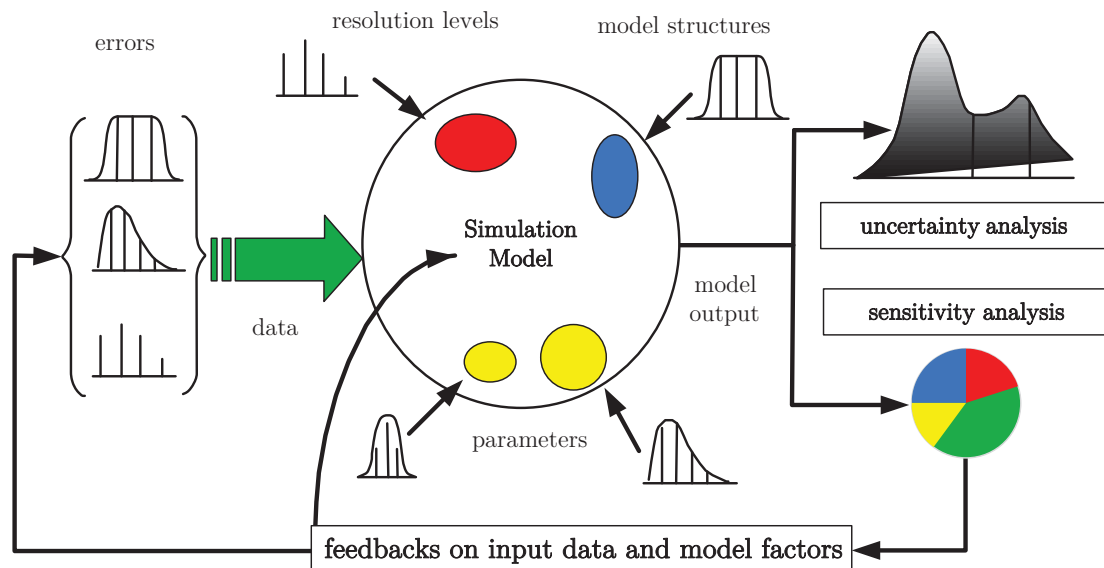 resolution levels
model structures
errors
Simulation
Model
uncertainty analysis
model
output
sensitivity analysis
data
parameters
feedbacks on input data and model factors